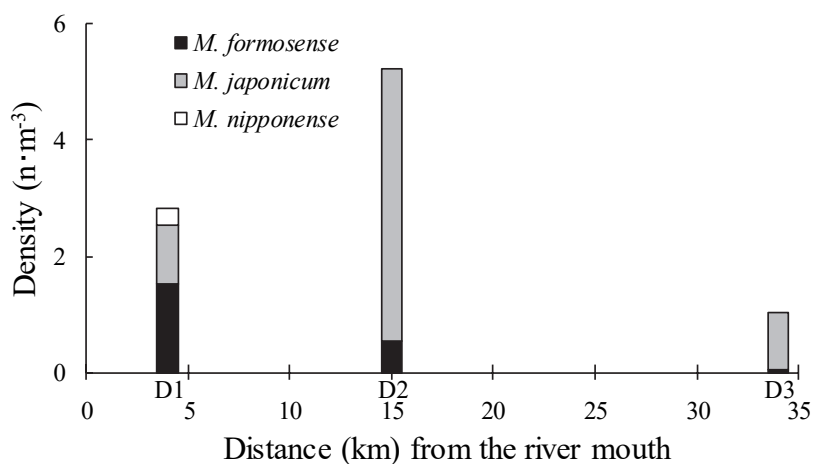 6
4
2
0
Density (n・m-3)
M. formosense
M. japonicum
M. nipponense
D1 D2 D3
0 5 10 15 20 25 30 35
Distance (km) from the river mouth